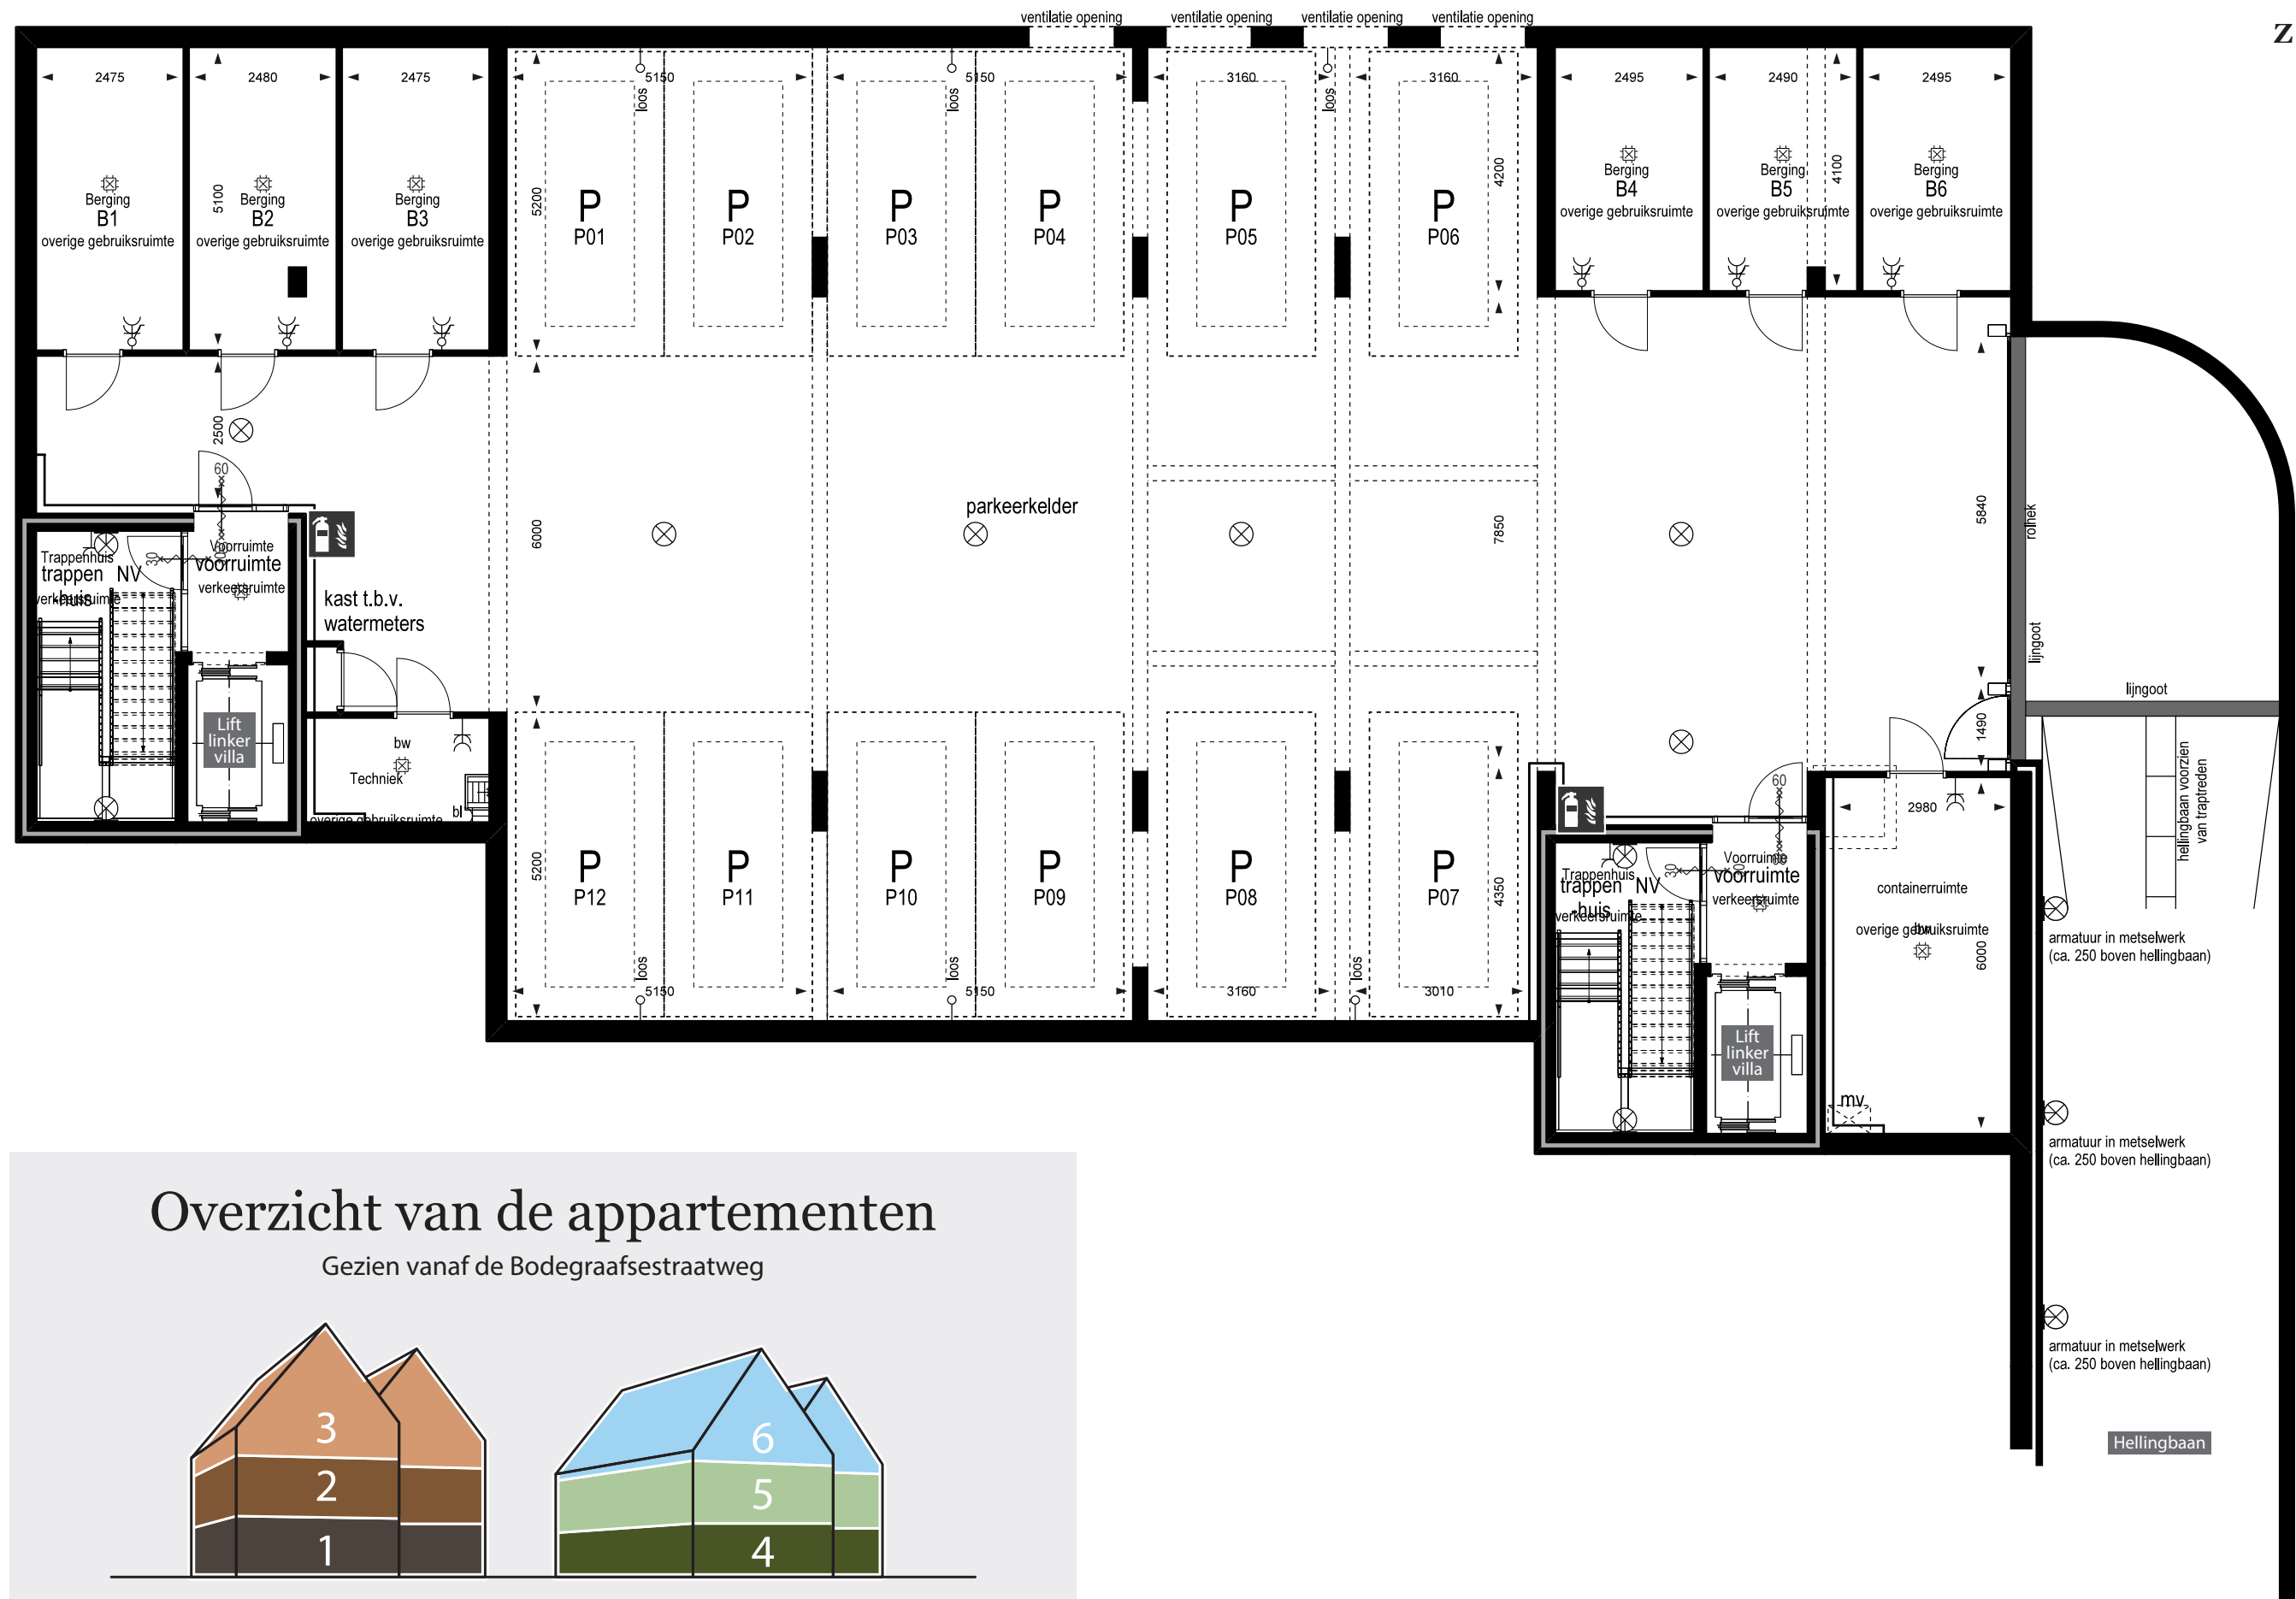 ventilatie opening
ventilatie opening
ventilatie opening
ventilatie opening
z
2475
2480
2475
5150
5150
3160
3160
2495
2490
2495
loos
loos
loos
5100
5200
4200
4100
Berging
B1
overige gebruiksruimte
Berging
B2
overige gebruiksruimte
Berging
B3
overige gebruiksruimte
P
P01
P
P02
P
P03
P
P04
P
P05
P
P06
Berging
B4
overige gebruiksruimte
Berging
B5
overige gebruiksruimte
Berging
B6
overige gebruiksruimte
2500
60
6000
parkeerkelder
7850
5840
rolhek
lijngoot
lijngoot
1490
Trappenhuis
trappen
-huis
NV
verkeersruimte
30
Voorruimte
voorruimte
verkeersruimte
kast t.b.v.
watermeters
Lift
linker
villa
bw
Techniek
overige gebruiksruimte
bl
5200
P
P12
P
P11
P
P10
P
P09
P
P08
P
P07
4350
loos
loos
loos
5150
5150
3160
3010
60
Trappenhuis
trappen
-huis
NV
verkeersruimte
30
Voorruimte
voorruimte
verkeersruimte
Lift
linker
villa
2980
containerruimte
overige gebruiksruimte
bw
6000
mv
hellingbaan voorzien
van traptreden
armatuur in metselwerk
(ca. 250 boven hellingbaan)
armatuur in metselwerk
(ca. 250 boven hellingbaan)
armatuur in metselwerk
(ca. 250 boven hellingbaan)
Hellingbaan
Overzicht van de appartementen
Gezien vanaf de Bodegraafsestraatweg
3
2
1
6
5
4